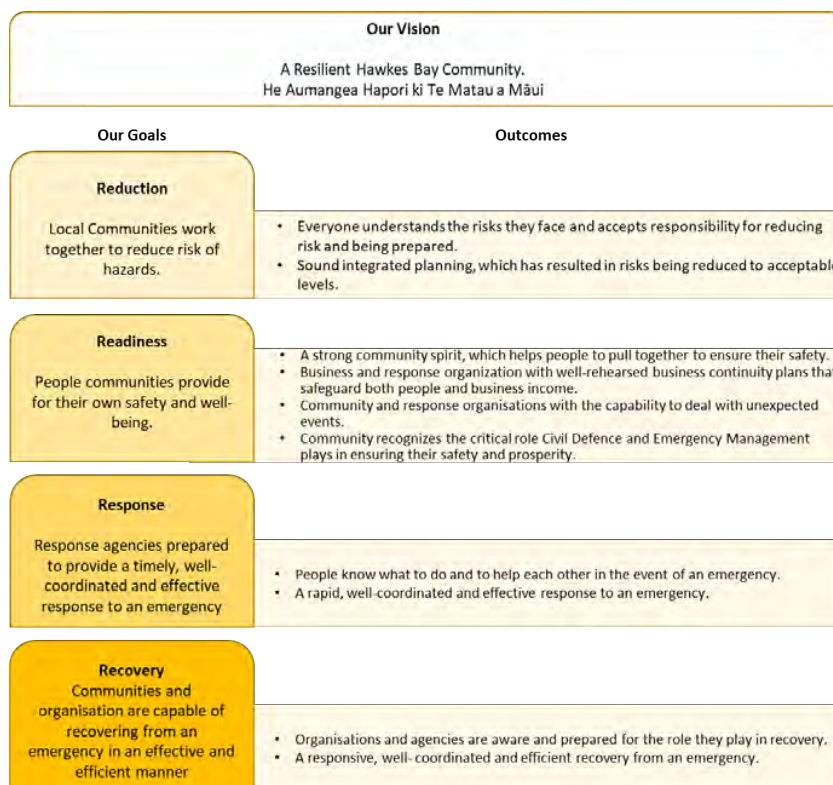 Our Vision
A Resilient Hawkes Bay Community.
He Aumangea Hapori ki Te Matau a Māui
Our Goals
Outcomes
Reduction
Local Communities work
together to reduce risk of
hazards.
• Everyone understands the risks they face and accepts responsibility for reducing
risk and being prepared.
• Sound integrated planning, which has resulted in risks being reduced to acceptable
levels.
Readiness
People communities provide
for their own safety and well-
being.
• A strong community spirit, which helps people to pull together to ensure their safety.
• Business and response organization with well-rehearsed business continuity plans tha
safeguard both people and business income.
• Community and response organisations with the capability to deal with unexpected
events.
• Community recognizes the critical role Civil Defence and Emergency Management
plays in ensuring their safety and prosperity.
Response
Response agencies prepared
to provide a timely, well-
coordinated and effective
response to an emergency
• People know what to do and to help each other in the event of an emergency.
• A rapid, well-coordinated and effective response to an emergency.
Recovery
Communities and
organisation are capable of
recovering from an
emergency in an effective and
efficient manner
• Organisations and agencies are aware and prepared for the role they play in recovery.
• A responsive, well- coordinated and efficient recovery from an emergency.